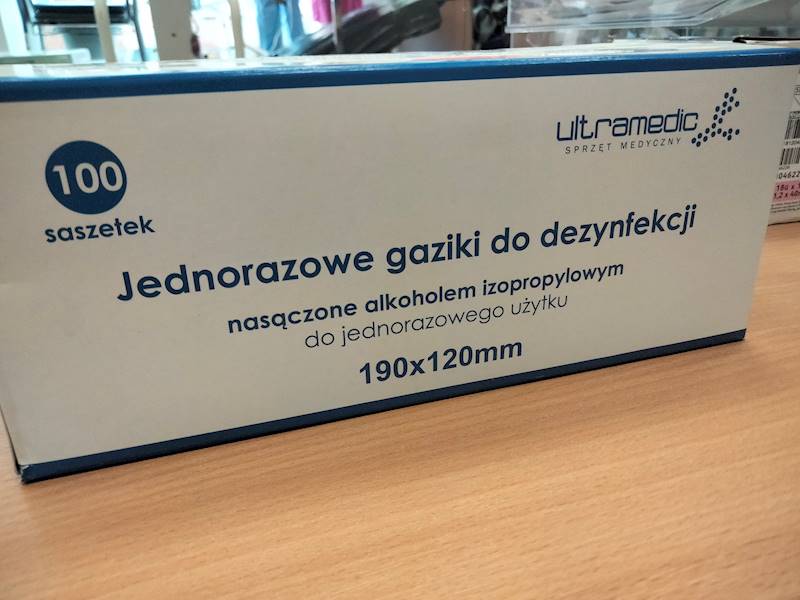 100
saszetek
ultramedic
SPRZĘT MEDYCZNY
Jednorazowe gaziki do dezynfekcji
nasączone alkoholem izopropylowym
do jednorazowego użytku
190x120mm